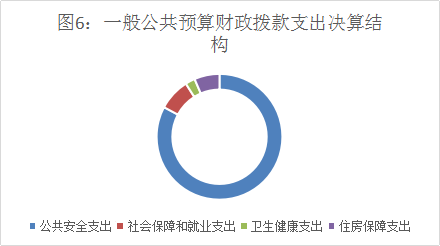 图6：一般公共预算财政拨款支出决算结
构
公共安全支出 社会保障和就业支出 卫生健康支出 住房保障支出